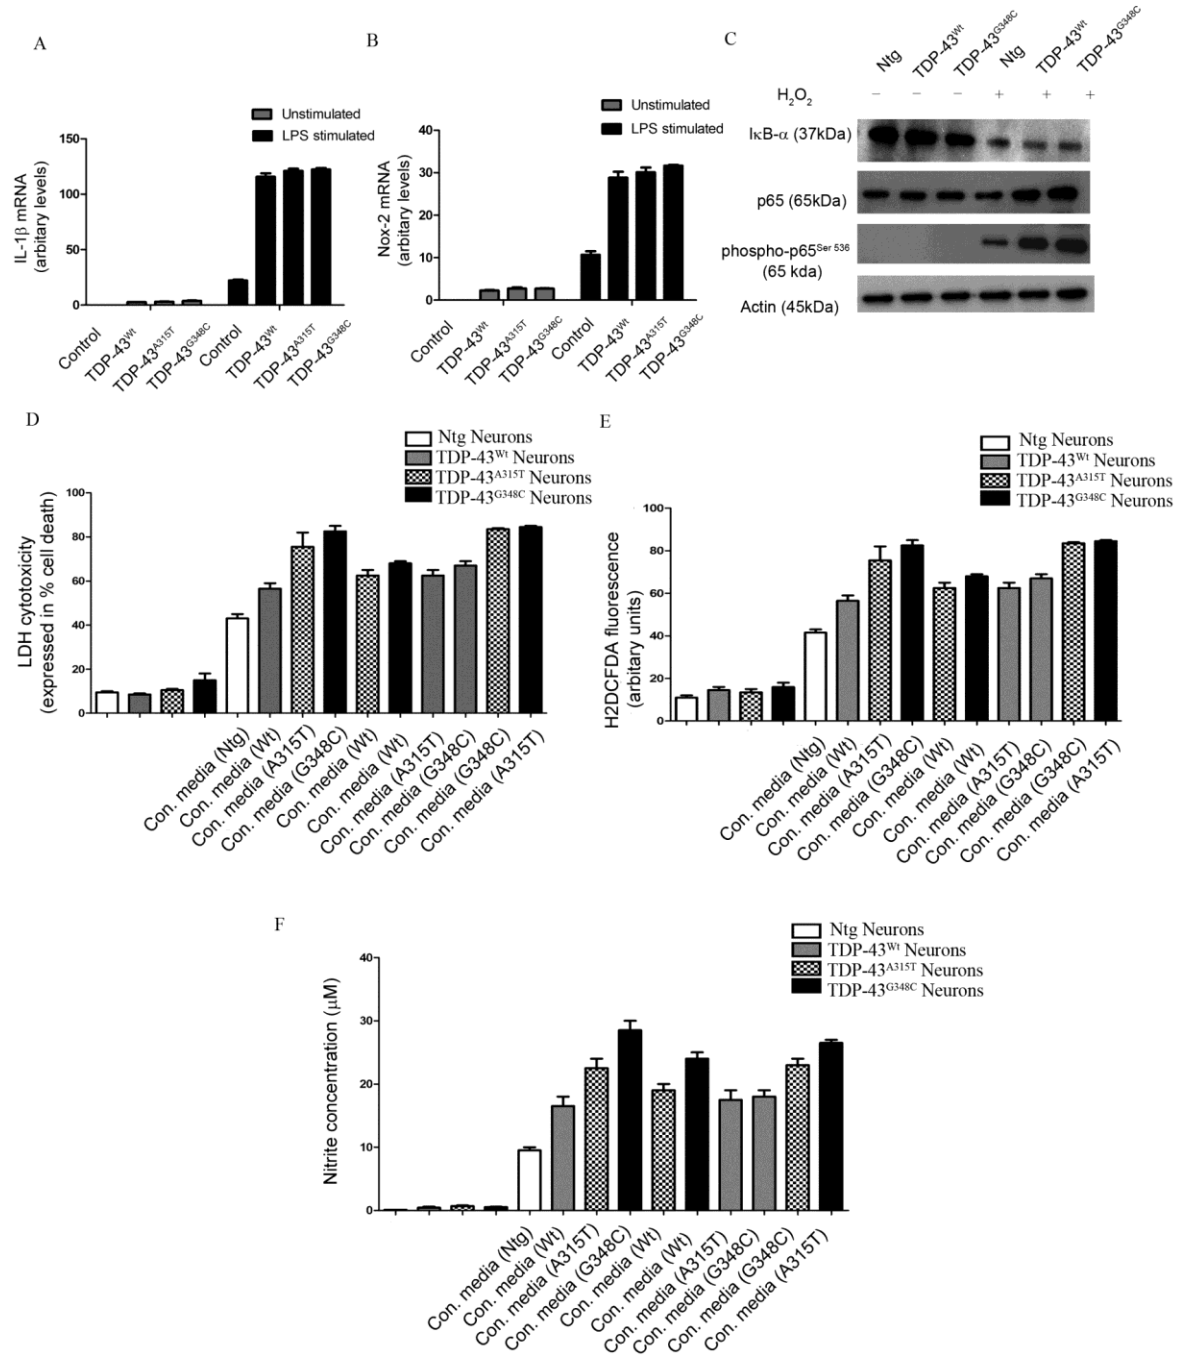 A
Unstimulated
LPS stimulated
150
100
50
0
IL-1β mRNA
(arbitary levels)
Control
TDP-43Wt
TDP-43A315T
TDP-43G348C
Control
TDP-43Wt
TDP-43A315T
TDP-43G348C
B
Unstimulated
LPS stimulated
40
30
20
10
0
Nox-2 mRNA
(arbitary levels)
Control
TDP-43Wt
TDP-43A315T
TDP-43G348C
Control
TDP-43Wt
TDP-43A315T
TDP-43G348C
C
Ntg
TDP-43Wt
TDP-43G348C
Ntg
TDP-43Wt
TDP-43G348C
H2O2 − − − + + +
IκB-α (37kDa)
p65 (65kDa)
phospho-p65Ser 536
(65 kda)
Actin (45kDa)
D
Ntg Neurons
TDP-43Wt Neurons
TDP-43A315T Neurons
TDP-43G348C Neurons
100
80
60
40
20
0
LDH cytotoxicity
(expressed in % cell death)
Con. media (Ntg)
Con. media (Wt)
Con. media (A315T)
Con. media (G348C)
Con. media (Wt)
Con. media (Wt)
Con. media (A315T)
Con. media (G348C)
Con. media (G348C)
Con. media (A315T)
E
Ntg Neurons
TDP-43Wt Neurons
TDP-43A315T Neurons
TDP-43G348C Neurons
100
80
60
40
20
0
H2DCFDA fluorescence
(arbitary units)
Con. media (Ntg)
Con. media (Wt)
Con. media (A315T)
Con. media (G348C)
Con. media (Wt)
Con. media (Wt)
Con. media (A315T)
Con. media (G348C)
Con. media (G348C)
Con. media (A315T)
F
Ntg Neurons
TDP-43Wt Neurons
TDP-43A315T Neurons
TDP-43G348C Neurons
40
30
20
10
0
Nitrite concentration (μM)
Con. media (Ntg)
Con. media (Wt)
Con. media (A315T)
Con. media (G348C)
Con. media (Wt)
Con. media (Wt)
Con. media (A315T)
Con. media (G348C)
Con. media (G348C)
Con. media (A315T)